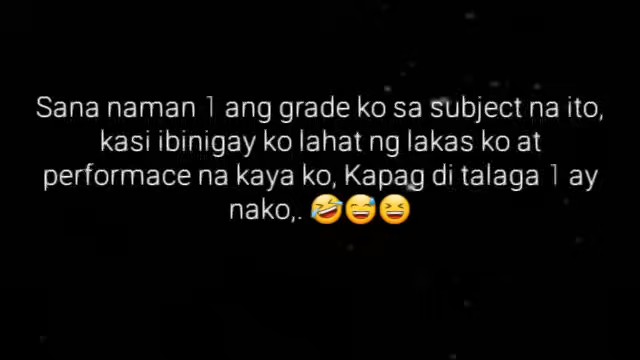 Sana naman 1 ang grade ko sa subject na ito,
kasi ibinigay ko lahat ng lakas ko at
performace na kaya ko, Kapag di talaga 1 ay
nako,. 🤣😅😆